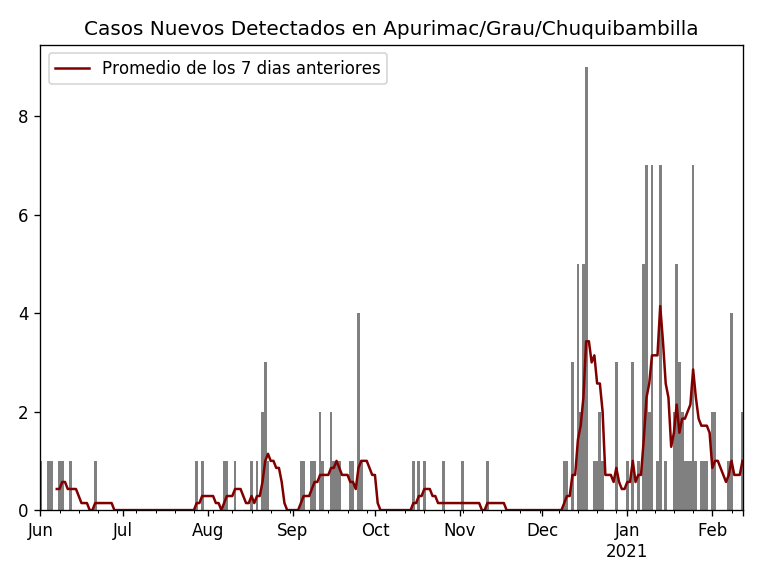 Casos Nuevos Detectados en Apurimac/Grau/Chuquibambilla
Promedio de los 7 dias anteriores
8
6
4
2
0
Jun Jul Aug Sep Oct Nov Dec Jan Feb
2021